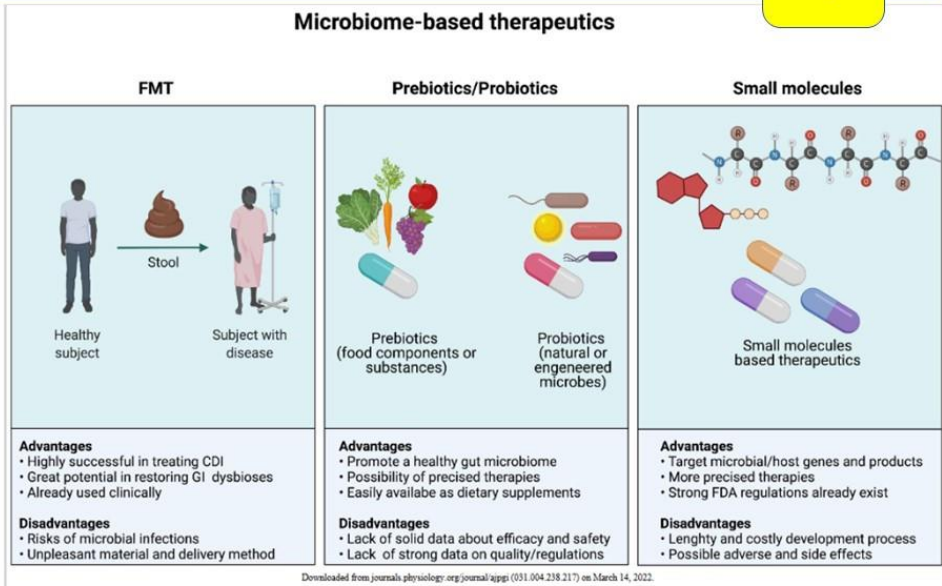 Microbiome-based therapeutics
FMT
Stool
Healthy
subject
Subject with
disease
Advantages
• Highly successful in treating CDI
• Great potential in restoring GI dysbioses
• Already used clinically
Disadvantages
• Risks of microbial infections
• Unpleasant material and delivery method
Prebiotics/Probiotics
Prebiotics
(food components or
substances)
Probiotics
(natural or
engeneered
microbes)
Advantages
• Promote a healthy gut microbiome
• Possibility of precised therapies
• Easily availabe as dietary supplements
Disadvantages
• Lack of solid data about efficacy and safety
• Lack of strong data on quality/regulations
Small molecules
R
H
N
C
H
C
O
H
N
C
H
R
C
O
N
H
R
C
H
C
O
H
N
C
H
R
C
O
Small molecules
based therapeutics
Advantages
• Target microbial/host genes and products
• More precised therapies
• Strong FDA regulations already exist
Disadvantages
• Lenghty and costly development process
• Possible adverse and side effects
Downloaded from journals.physiology.org/journal/ajpgi (031.004.238.217) on March 14, 2022.